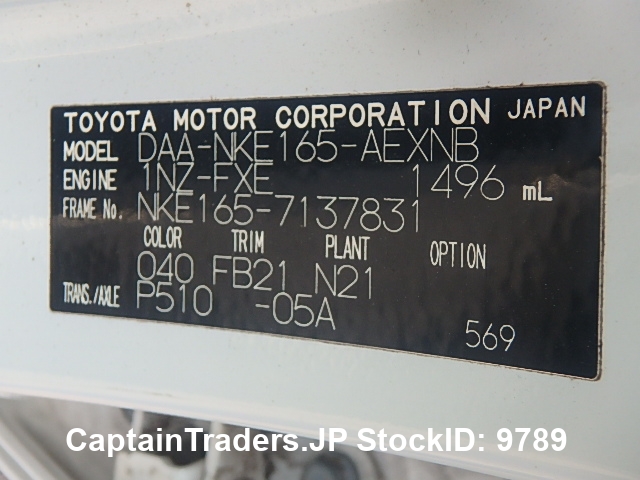 TOYOTA MOTOR CORPORATION JAPAN
MODEL DAA-NKE165-AEXNB
ENGINE 1NZ-FXE 1496 mL
FRAME No. NKE165-7137831
COLOR TRIM PLANT OPTION
040 FB21 N21
TRANS./AXLE P510 -05A
569
CaptainTraders.JP StockID: 9789